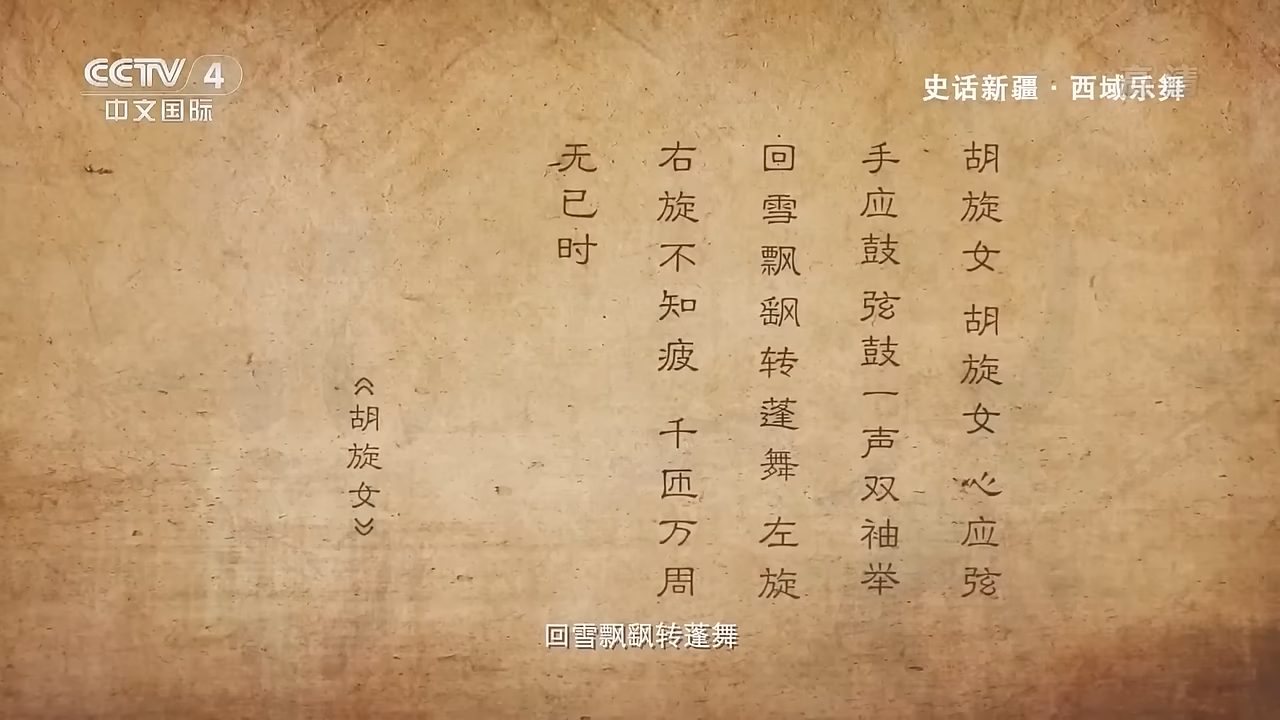 CCTV 4
中文国际
高清
史话新疆·西域乐舞
胡旋女 胡旋女 心应弦
手应鼓 弦鼓一声双袖举
回雪飘飖转蓬舞 左旋
右旋不知疲 千匝万周
无已时
《胡旋女》
回雪飘飖转蓬舞